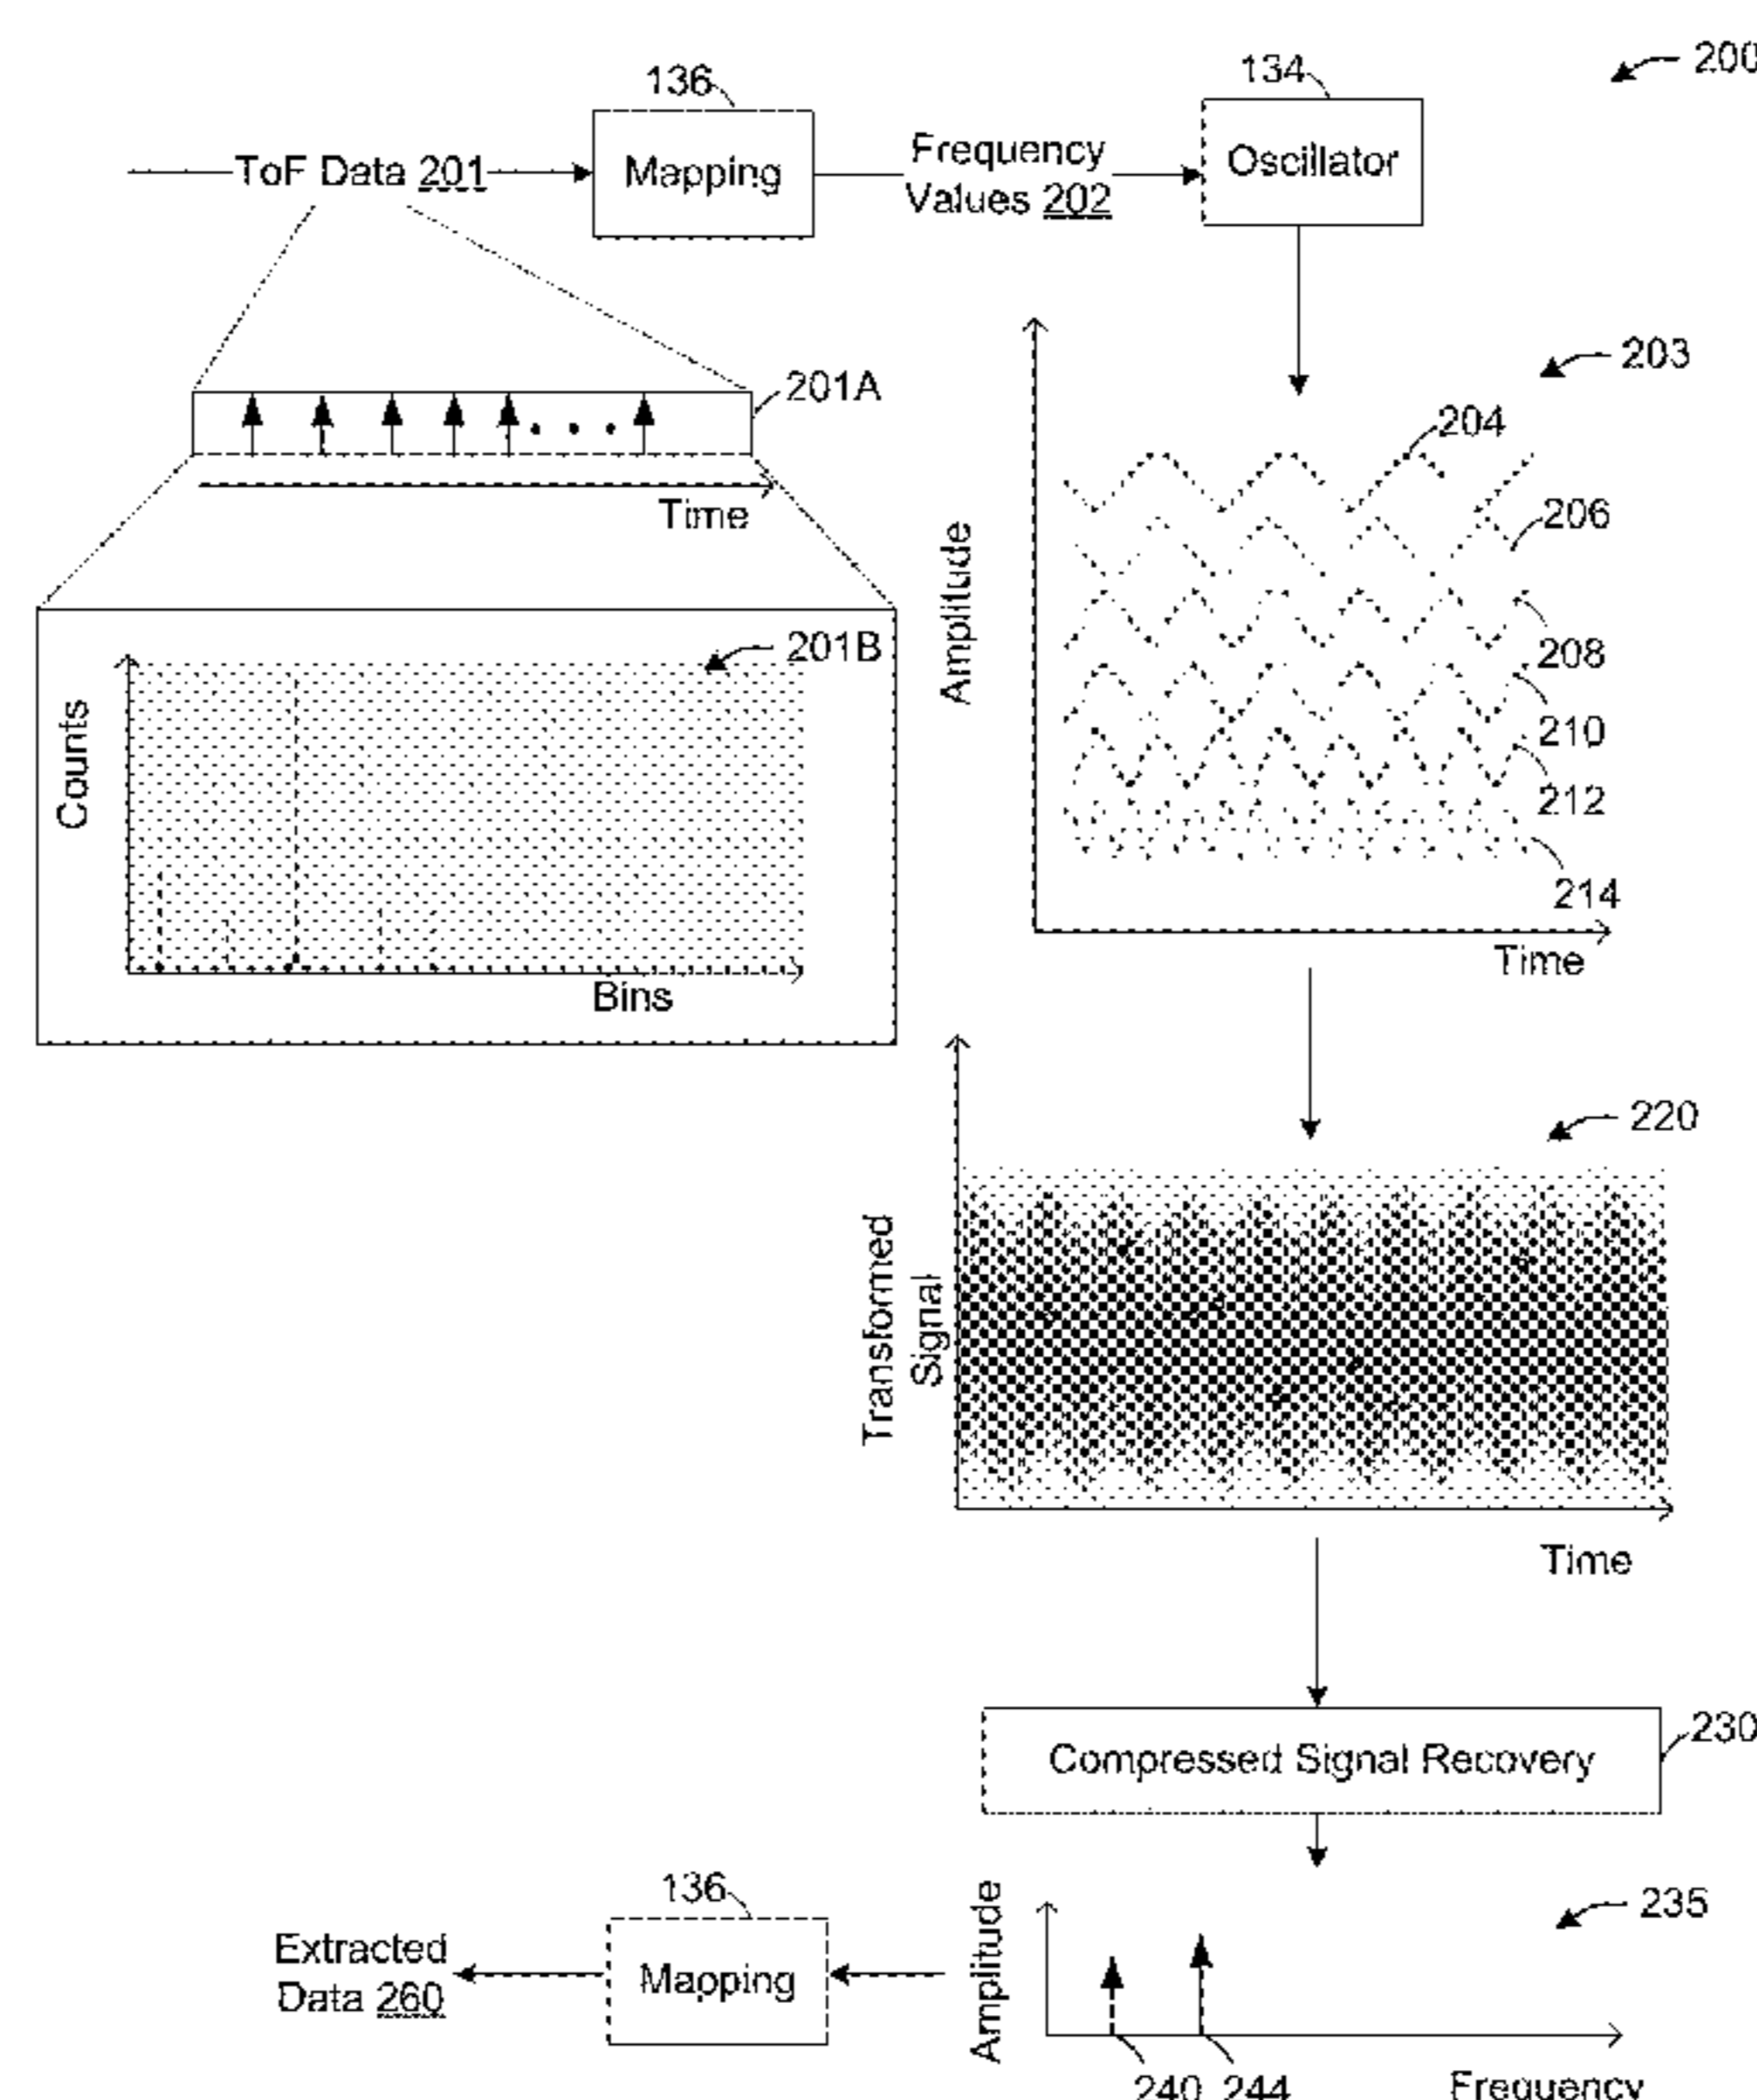 200
136
134
ToF Data 201
Mapping
Frequency
Values 202
Oscillator
203
201A
204
Time
206
Amplitude
208
201B
210
Counts
212
214
Bins
Time
220
Transformed
Signal
Time
230
Compressed Signal Recovery
136
235
Extracted
Data 260
Mapping
Amplitude
240 244
Frequency